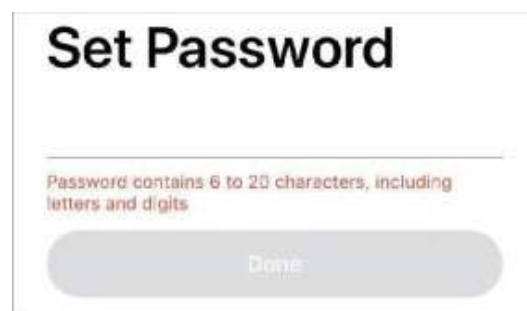 Set Password
Password contains 6 to 20 characters, including
letters and digits
Done